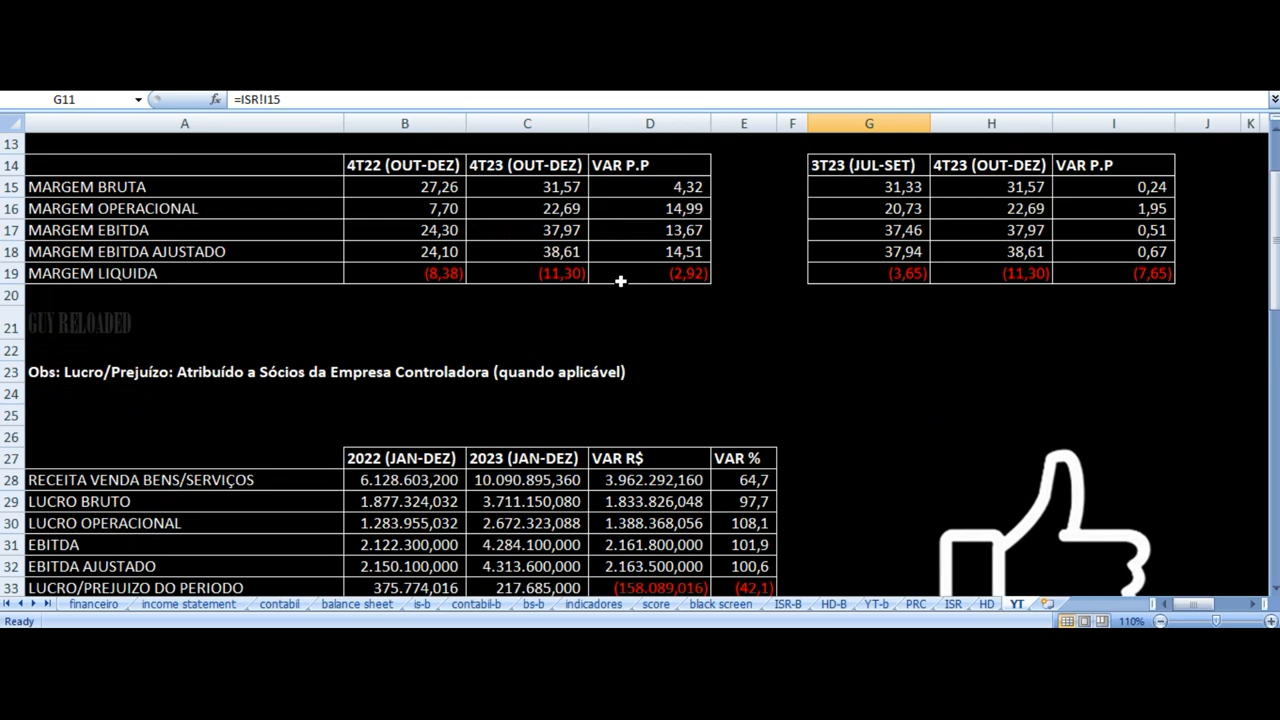 G11 fx =ISR!I15
A B C D E F G H I J K
13
14 4T22 (OUT-DEZ) 4T23 (OUT-DEZ) VAR P.P 3T23 (JUL-SET) 4T23 (OUT-DEZ) VAR P.P
15 MARGEM BRUTA 27,26 31,57 4,32 31,33 31,57 0,24
16 MARGEM OPERACIONAL 7,70 22,69 14,99 20,73 22,69 1,95
17 MARGEM EBITDA 24,30 37,97 13,67 37,46 37,97 0,51
18 MARGEM EBITDA AJUSTADO 24,10 38,61 14,51 37,94 38,61 0,67
19 MARGEM LIQUIDA (8,38) (11,30) (2,92) (3,65) (11,30) (7,65)
20
21 GUY RELOADED
22
23 Obs: Lucro/Prejuízo: Atribuído a Sócios da Empresa Controladora (quando aplicável)
24
25
26
27 2022 (JAN-DEZ) 2023 (JAN-DEZ) VAR R$ VAR %
28 RECEITA VENDA BENS/SERVIÇOS 6.128.603,200 10.090.895,360 3.962.292,160 64,7
29 LUCRO BRUTO 1.877.324,032 3.711.150,080 1.833.826,048 97,7
30 LUCRO OPERACIONAL 1.283.955,032 2.672.323,088 1.388.368,056 108,1
31 EBITDA 2.122.300,000 4.284.100,000 2.161.800,000 101,9
32 EBITDA AJUSTADO 2.150.100,000 4.313.600,000 2.163.500,000 100,6
33 LUCRO/PREJUIZO DO PERIODO 375.774,016 217.685,000 (158.089,016) (42,1)
financeiro income statement contabil balance sheet is-b contabil-b bs-b indicadores score black screen ISR-B HD-B YT-b PRC ISR HD YT
Ready 110%